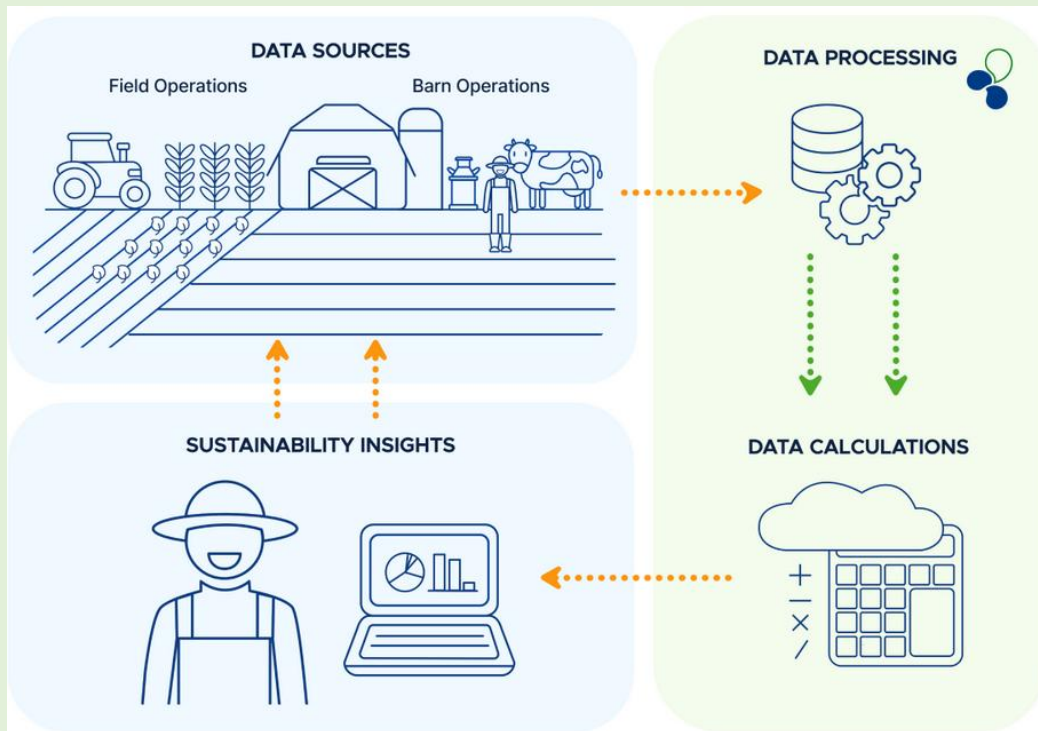 DATA SOURCES
Field Operations
Barn Operations
DATA PROCESSING
SUSTAINABILITY INSIGHTS
DATA CALCULATIONS
+
−
×
/